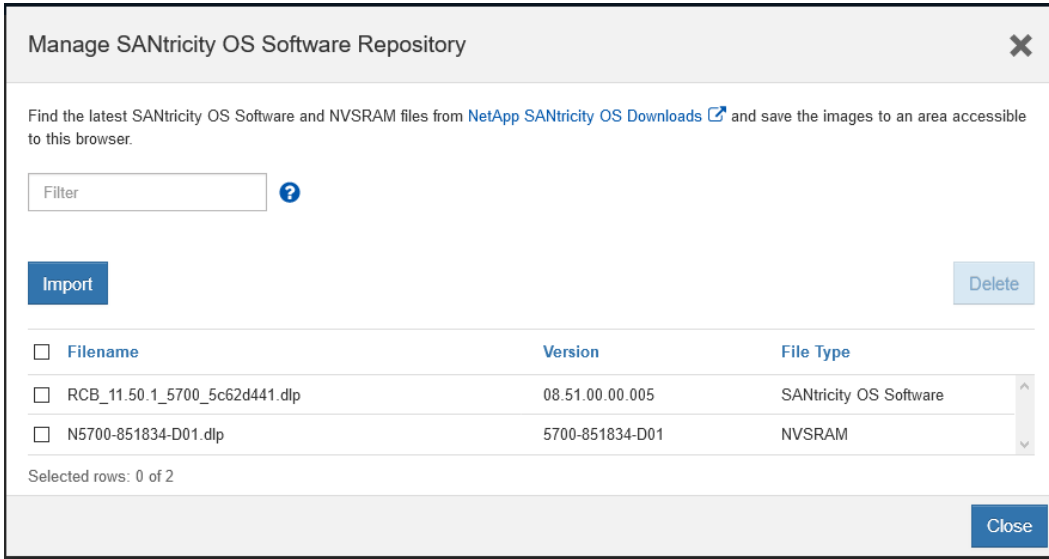 Manage SANtricity OS Software Repository
Find the latest SANtricity OS Software and NVSRAM files from NetApp SANtricity OS Downloads and save the images to an area accessible
to this browser.
Filter
Import
Delete
Filename Version File Type
RCB_11.50.1_5700_5c62d441.dlp 08.51.00.00.005 SANtricity OS Software
N5700-851834-D01.dlp 5700-851834-D01 NVSRAM
Selected rows: 0 of 2
Close